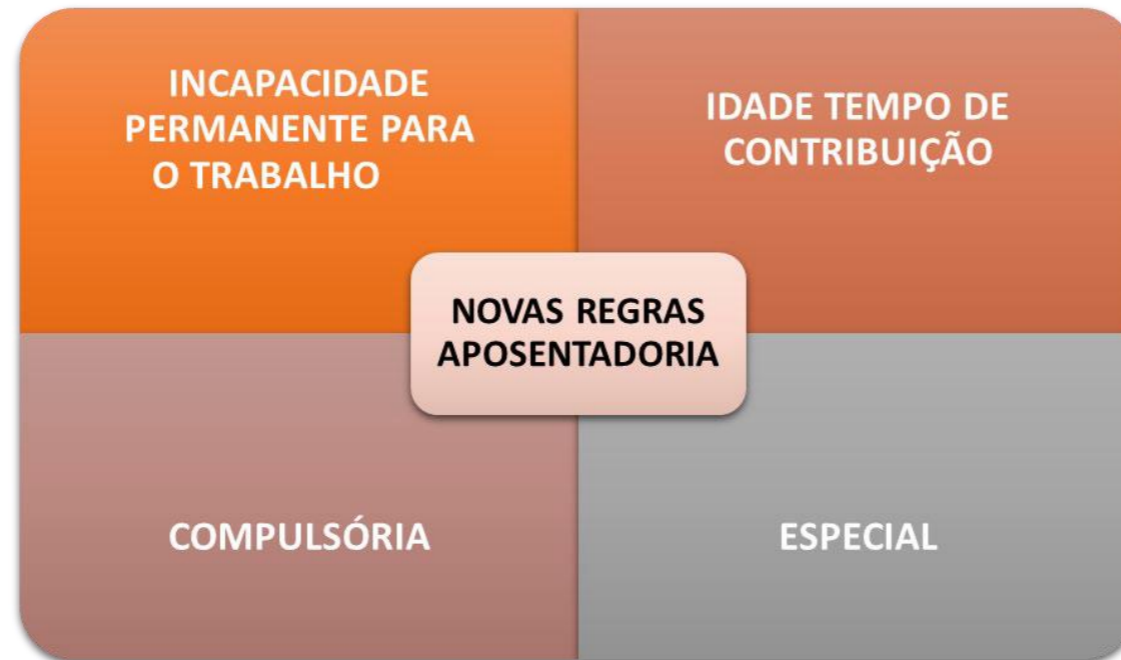 INCAPACIDADE
PERMANENTE PARA
O TRABALHO
IDADE TEMPO DE
CONTRIBUIÇÃO
NOVAS REGRAS
APOSENTADORIA
COMPULSÓRIA
ESPECIAL